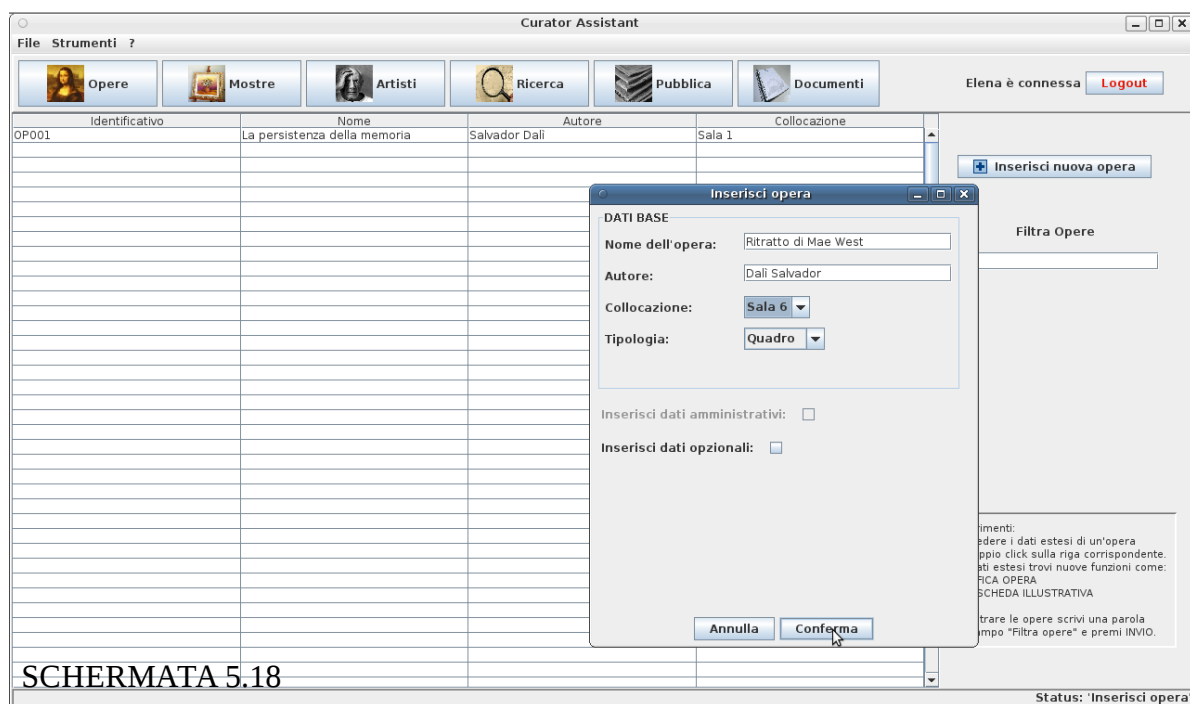 Curator Assistant
File Strumenti ?
Opere Mostre Artisti Ricerca Pubblica Documenti Elena è connessa Logout
Identificativo Nome Autore Collocazione
OP001 La persistenza della memoria Salvador Dalì Sala 1
Inserisci nuova opera
Inserisci opera
DATI BASE
Nome dell'opera: Ritratto di Mae West
Autore: Dalì Salvador
Collocazione: Sala 6
Tipologia: Quadro
Inserisci dati amministrativi:
Inserisci dati opzionali:
Annulla Conferma
Filtra Opere
rimenti:
edere i dati estesi di un'opera
ppio click sulla riga corrispondente.
ati estesi trovi nuove funzioni come:
FICA OPERA
SCHEDA ILLUSTRATIVA
trare le opere scrivi una parola
ampo "Filtra opere" e premi INVIO.
SCHERMATA 5.18
Status: 'Inserisci opera'